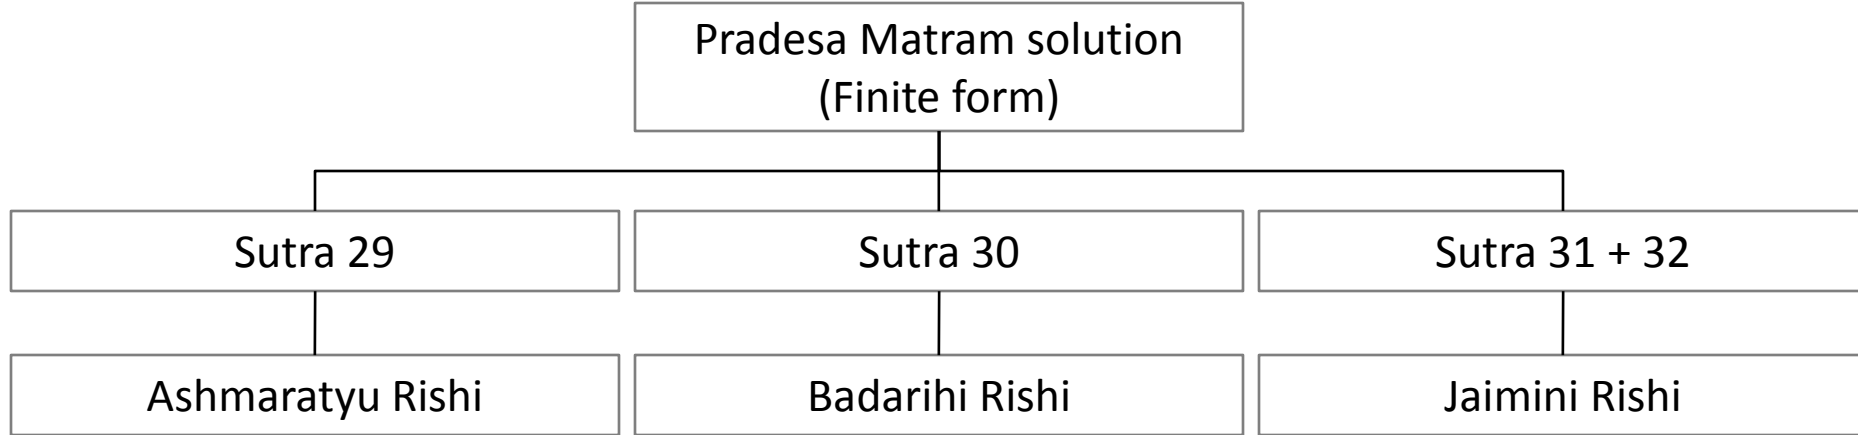 Pradesa Matram solution
(Finite form)
Sutra 29
Sutra 30
Sutra 31 + 32
Ashmaratyu Rishi
Badarihi Rishi
Jaimini Rishi